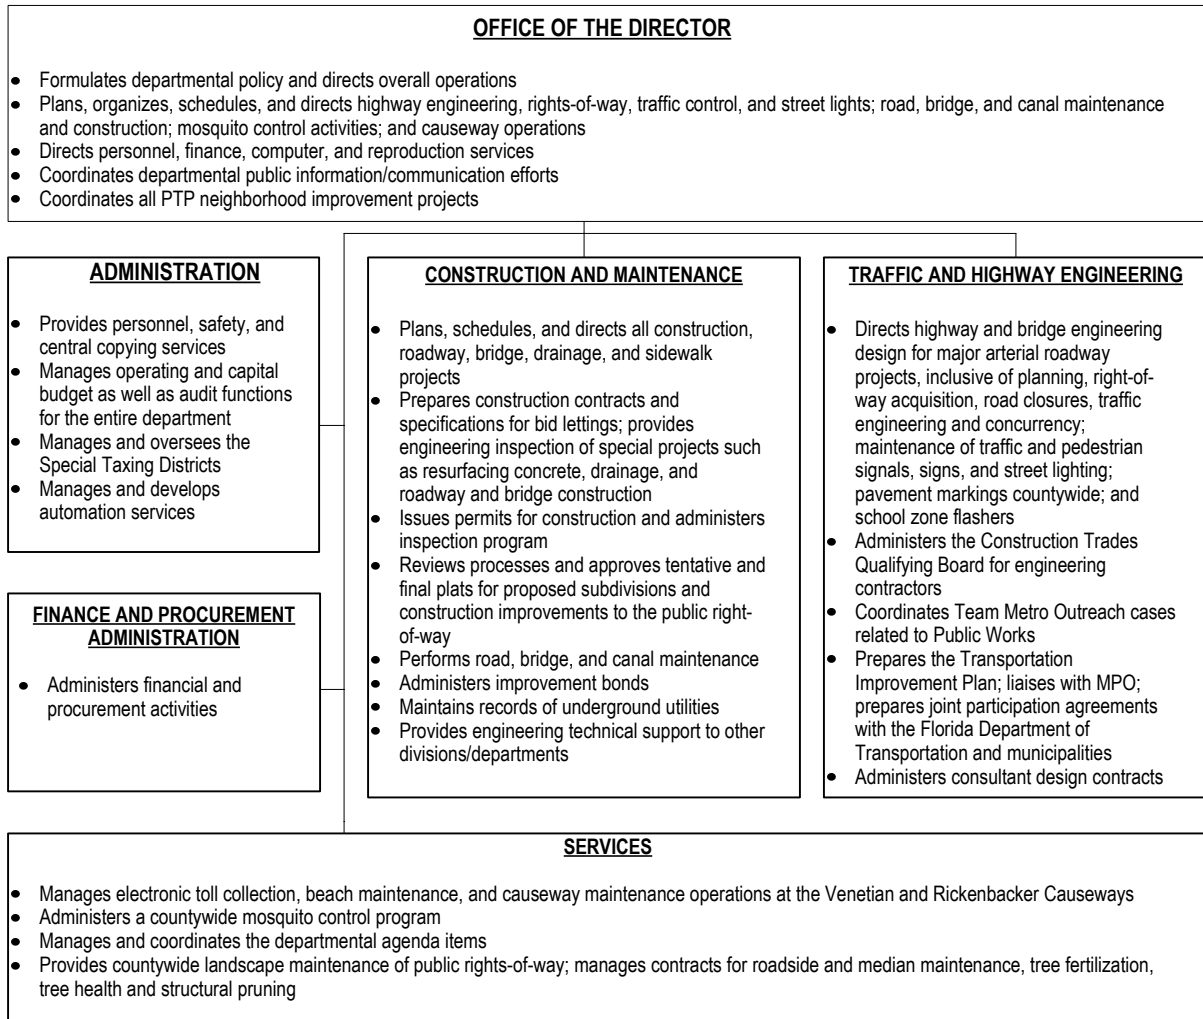 OFFICE OF THE DIRECTOR
• Formulates departmental policy and directs overall operations
• Plans, organizes, schedules, and directs highway engineering, rights-of-way, traffic control, and street lights; road, bridge, and canal maintenance
and construction; mosquito control activities; and causeway operations
• Directs personnel, finance, computer, and reproduction services
• Coordinates departmental public information/communication efforts
• Coordinates all PTP neighborhood improvement projects
ADMINISTRATION
• Provides personnel, safety, and
central copying services
• Manages operating and capital
budget as well as audit functions
for the entire department
• Manages and oversees the
Special Taxing Districts
• Manages and develops
automation services
FINANCE AND PROCUREMENT
ADMINISTRATION
• Administers financial and
procurement activities
CONSTRUCTION AND MAINTENANCE
• Plans, schedules, and directs all construction,
roadway, bridge, drainage, and sidewalk
projects
• Prepares construction contracts and
specifications for bid lettings; provides
engineering inspection of special projects such
as resurfacing concrete, drainage, and
roadway and bridge construction
• Issues permits for construction and administers
inspection program
• Reviews processes and approves tentative and
final plats for proposed subdivisions and
construction improvements to the public right-
of-way
• Performs road, bridge, and canal maintenance
• Administers improvement bonds
• Maintains records of underground utilities
• Provides engineering technical support to other
divisions/departments
TRAFFIC AND HIGHWAY ENGINEERING
• Directs highway and bridge engineering
design for major arterial roadway
projects, inclusive of planning, right-of-
way acquisition, road closures, traffic
engineering and concurrency;
maintenance of traffic and pedestrian
signals, signs, and street lighting;
pavement markings countywide; and
school zone flashers
• Administers the Construction Trades
Qualifying Board for engineering
contractors
• Coordinates Team Metro Outreach cases
related to Public Works
• Prepares the Transportation
Improvement Plan; liaises with MPO;
prepares joint participation agreements
with the Florida Department of
Transportation and municipalities
• Administers consultant design contracts
SERVICES
• Manages electronic toll collection, beach maintenance, and causeway maintenance operations at the Venetian and Rickenbacker Causeways
• Administers a countywide mosquito control program
• Manages and coordinates the departmental agenda items
• Provides countywide landscape maintenance of public rights-of-way; manages contracts for roadside and median maintenance, tree fertilization,
tree health and structural pruning